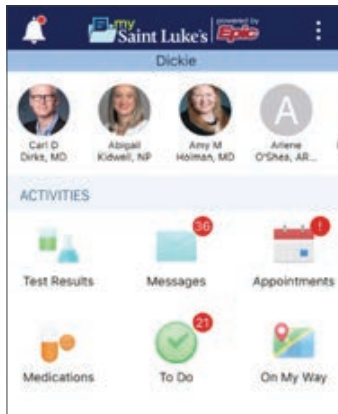 my
Saint Luke's
powered by
Epic
Dickie
Carl D
Dirks, MD
Abigail
Kidwell, NP
Amy M
Holman, MD
A
Arlene
O'Shea, AR...
ACTIVITIES
36
21
!
Test Results
Messages
Appointments
Medications
To Do
On My Way